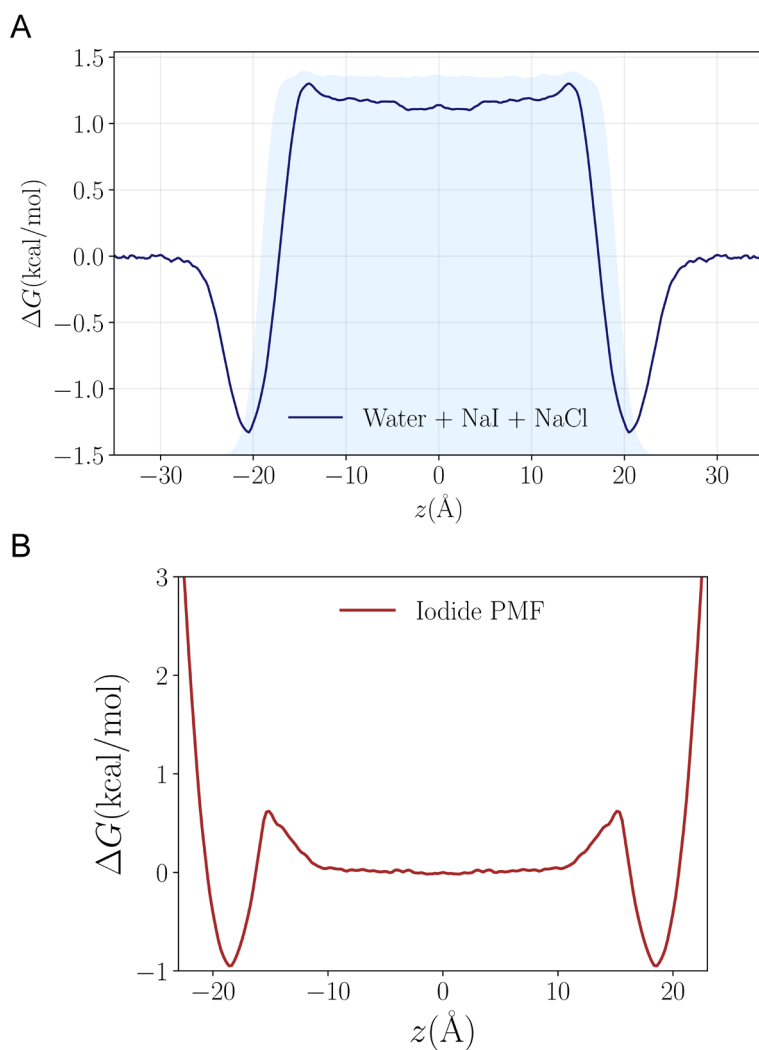 A
1.5
1.0
0.5
0.0
−0.5
−1.0
−1.5
ΔG(kcal/mol)
Water + NaI + NaCl
−30 −20 −10 0 10 20 30
z(Å)
B
3
2
1
0
−1
ΔG(kcal/mol)
Iodide PMF
−20 −10 0 10 20
z(Å)